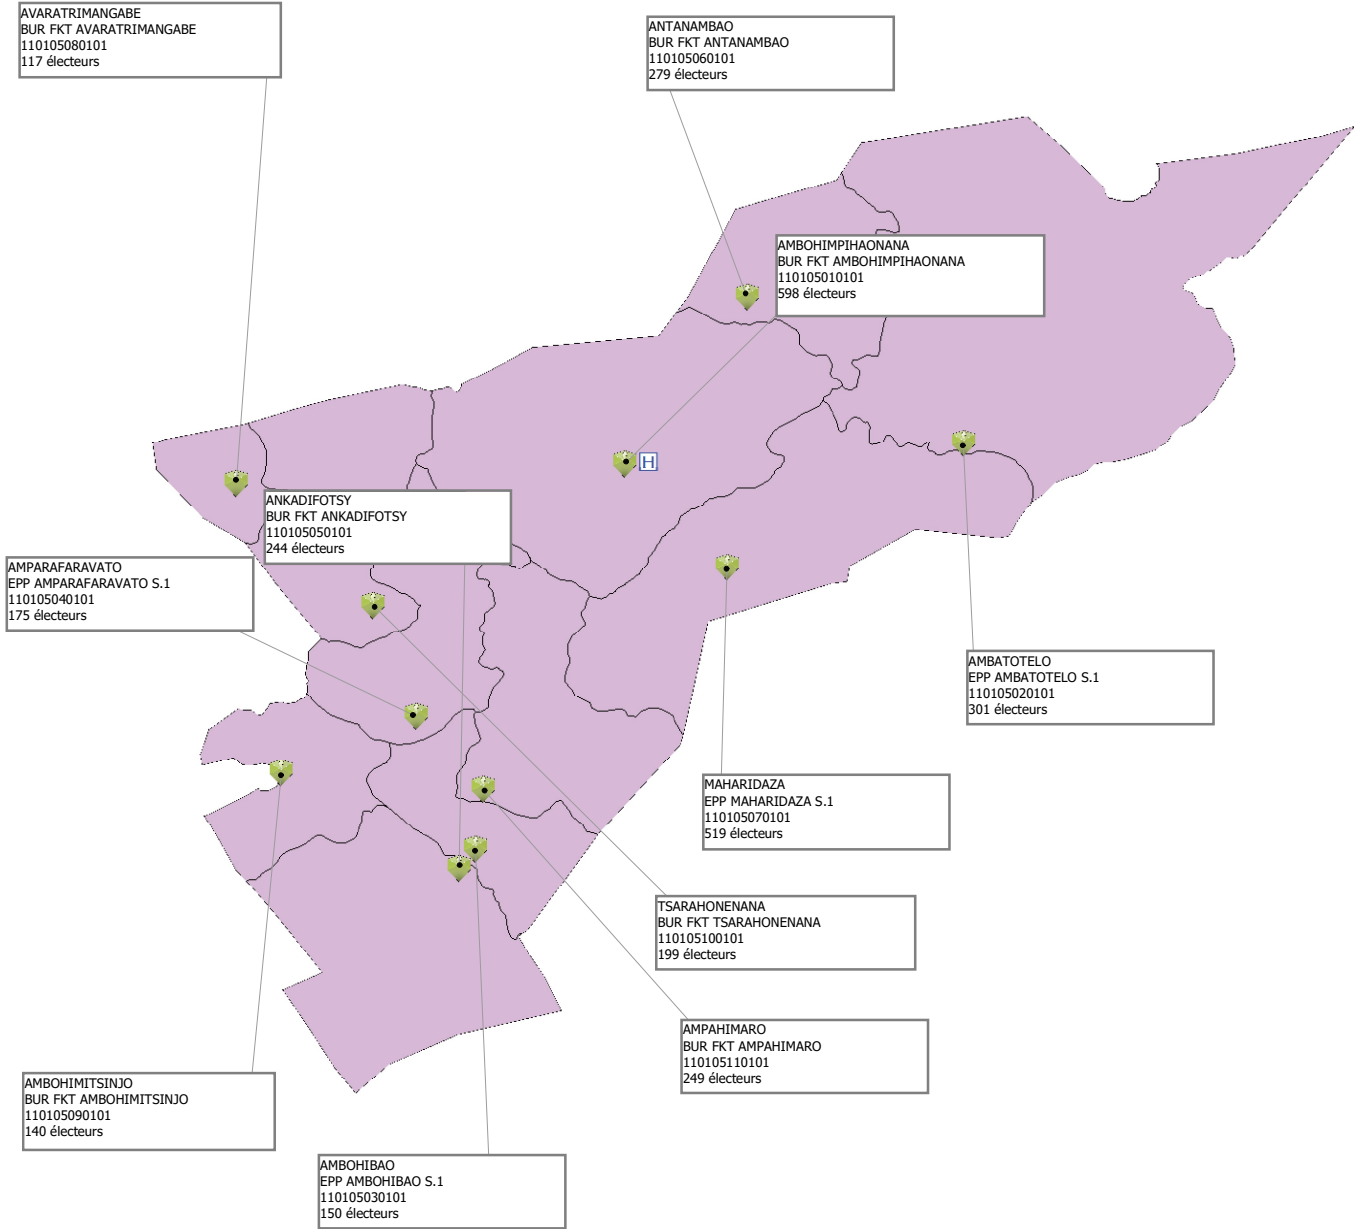 AVARATRIMANGABE
BUR FKT AVARATRIMANGABE
110105080101
117 électeurs
ANTANAMBAO
BUR FKT ANTANAMBAO
110105060101
279 électeurs
AMBOHIMPIHAONANA
BUR FKT AMBOHIMPIHAONANA
110105010101
598 électeurs
H
ANKADIFOTSY
BUR FKT ANKADIFOTSY
110105050101
244 électeurs
AMPARAFARAVATO
EPP AMPARAFARAVATO S.1
110105040101
175 électeurs
AMBATOTELO
EPP AMBATOTELO S.1
110105020101
301 électeurs
MAHARIDAZA
EPP MAHARIDAZA S.1
110105070101
519 électeurs
TSARAHONENANA
BUR FKT TSARAHONENANA
110105100101
199 électeurs
AMPAHIMARO
BUR FKT AMPAHIMARO
110105110101
249 électeurs
AMBOHIMITSINJO
BUR FKT AMBOHIMITSINJO
110105090101
140 électeurs
AMBOHIBAO
EPP AMBOHIBAO S.1
110105030101
150 électeurs